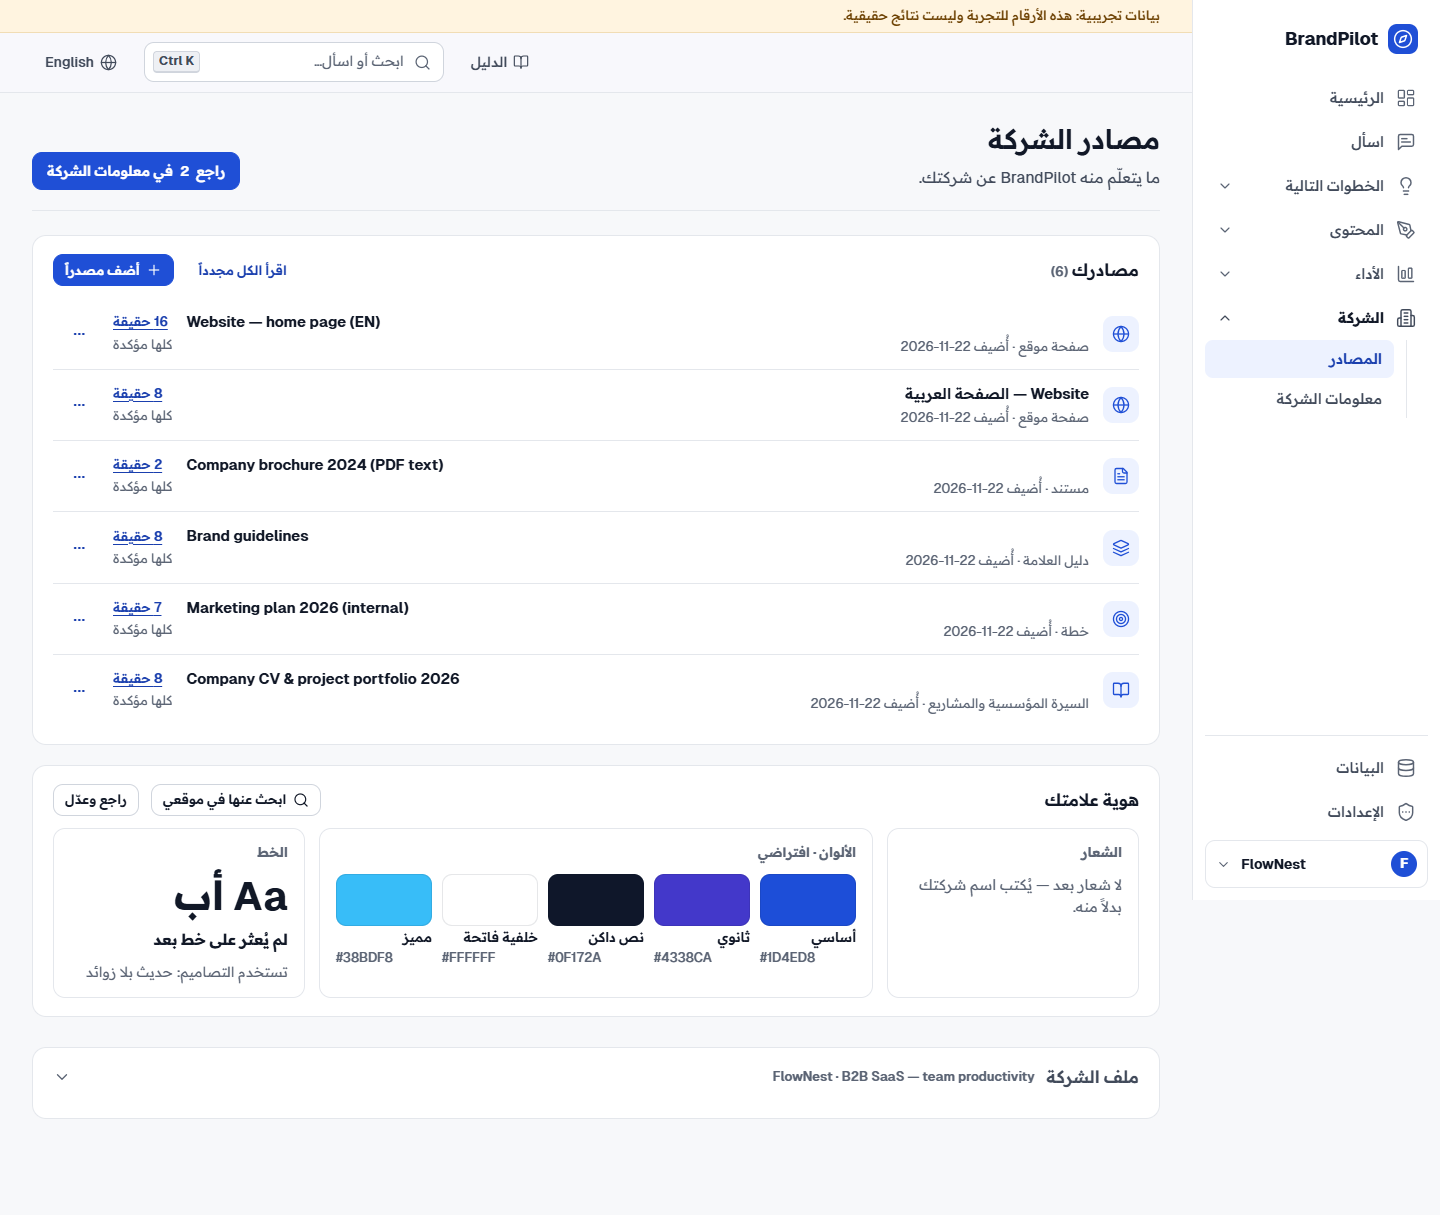 بيانات تجريبية: هذه الأرقام للتجربة وليست نتائج حقيقية.
BrandPilot
الرئيسية
اسأل
الخطوات التالية
المحتوى
الأداء
الشركة
المصادر
معلومات الشركة
البيانات
الإعدادات
F FlowNest
الدليل
ابحث أو اسأل...
Ctrl K
English
مصادر الشركة
ما يتعلّم منه BrandPilot عن شركتك.
راجع 2 في معلومات الشركة
مصادرك (6)
اقرأ الكل مجدداً
أضف مصدراً
Website — home page (EN)
صفحة موقع · أُضيف 22-11-2026
16 حقيقة
كلها مؤكدة
...
Website — الصفحة العربية
صفحة موقع · أُضيف 22-11-2026
8 حقيقة
كلها مؤكدة
...
Company brochure 2024 (PDF text)
مستند · أُضيف 22-11-2026
2 حقيقة
كلها مؤكدة
...
Brand guidelines
دليل العلامة · أُضيف 22-11-2026
8 حقيقة
كلها مؤكدة
...
Marketing plan 2026 (internal)
خطة · أُضيف 22-11-2026
7 حقيقة
كلها مؤكدة
...
Company CV & project portfolio 2026
السيرة المؤسسية والمشاريع · أُضيف 22-11-2026
8 حقيقة
كلها مؤكدة
...
هوية علامتك
ابحث عنها في موقعي
راجع وعدّل
الشعار
لا شعار بعد — يُكتب اسم شركتك
بدلاً منه.
الألوان · افتراضي
أساسي
#1D4ED8
ثانوي
#4338CA
نص داكن
#0F172A
خلفية فاتحة
#FFFFFF
مميز
#38BDF8
الخط
Aa أب
لم يُعثر على خط بعد
تستخدم التصاميم: حديث بلا زوائد
ملف الشركة
FlowNest · B2B SaaS — team productivity